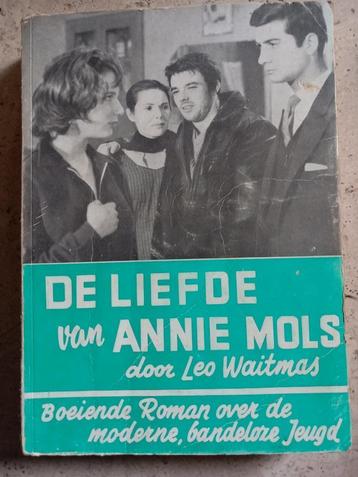 DE LIEFDE
van ANNIE MOLS
door Leo Waitmas
Boeiende Roman over de
moderne, bandeloze Jeugd